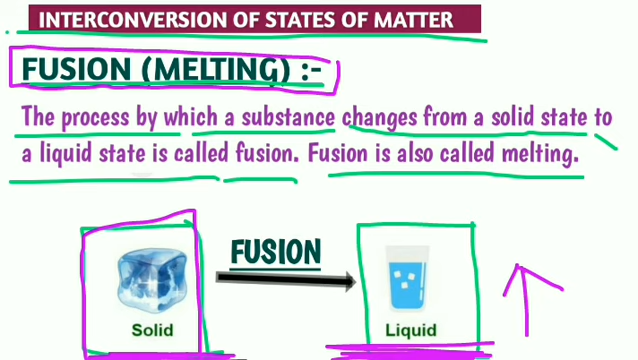 INTERCONVERSION OF STATES OF MATTER
FUSION (MELTING) :-
The process by which a substance changes from a solid state to
a liquid state is called fusion. Fusion is also called melting.
FUSION
Solid
Liquid